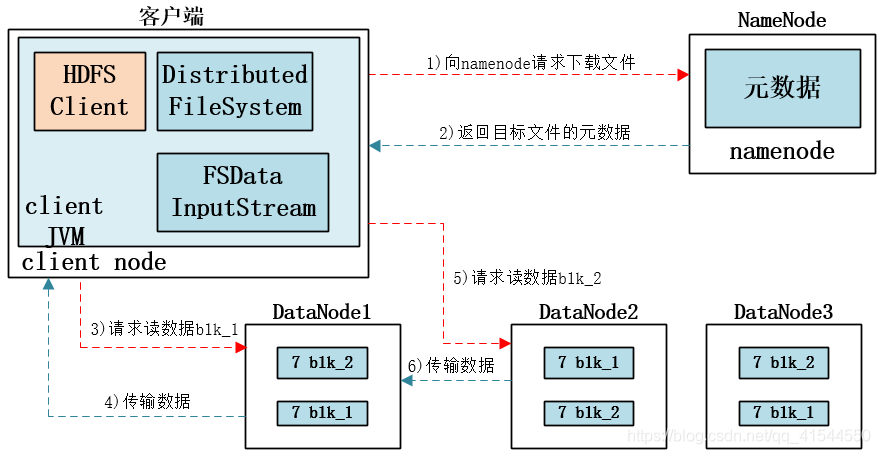 客户端
NameNode
HDFS
Client
Distributed
FileSystem
1)向namenode请求下载文件
元数据
2)返回目标文件的元数据
namenode
FSData
InputStream
client
JVM
client node
5)请求读数据blk_2
3)请求读数据blk_1
DataNode1
DataNode2
DataNode3
7 blk_2
7 blk_1
7 blk_2
6)传输数据
4)传输数据
7 blk_1
7 blk_2
7 blk_1
https://blog.csdn.net/qq_41544550